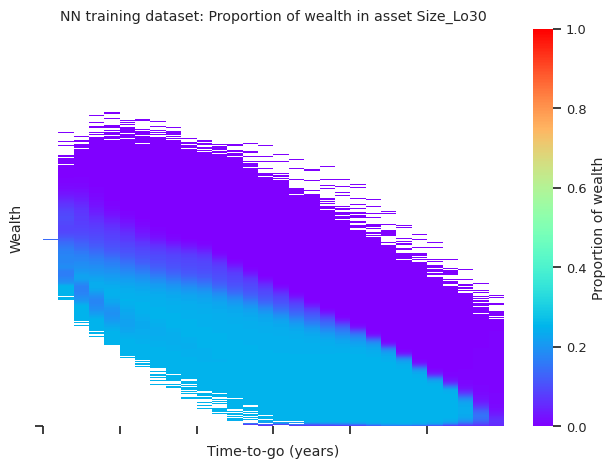 NN training dataset: Proportion of wealth in asset Size_Lo30
1.0
0.8
0.6
0.4
0.2
0.0
Proportion of wealth
Wealth
Time-to-go (years)